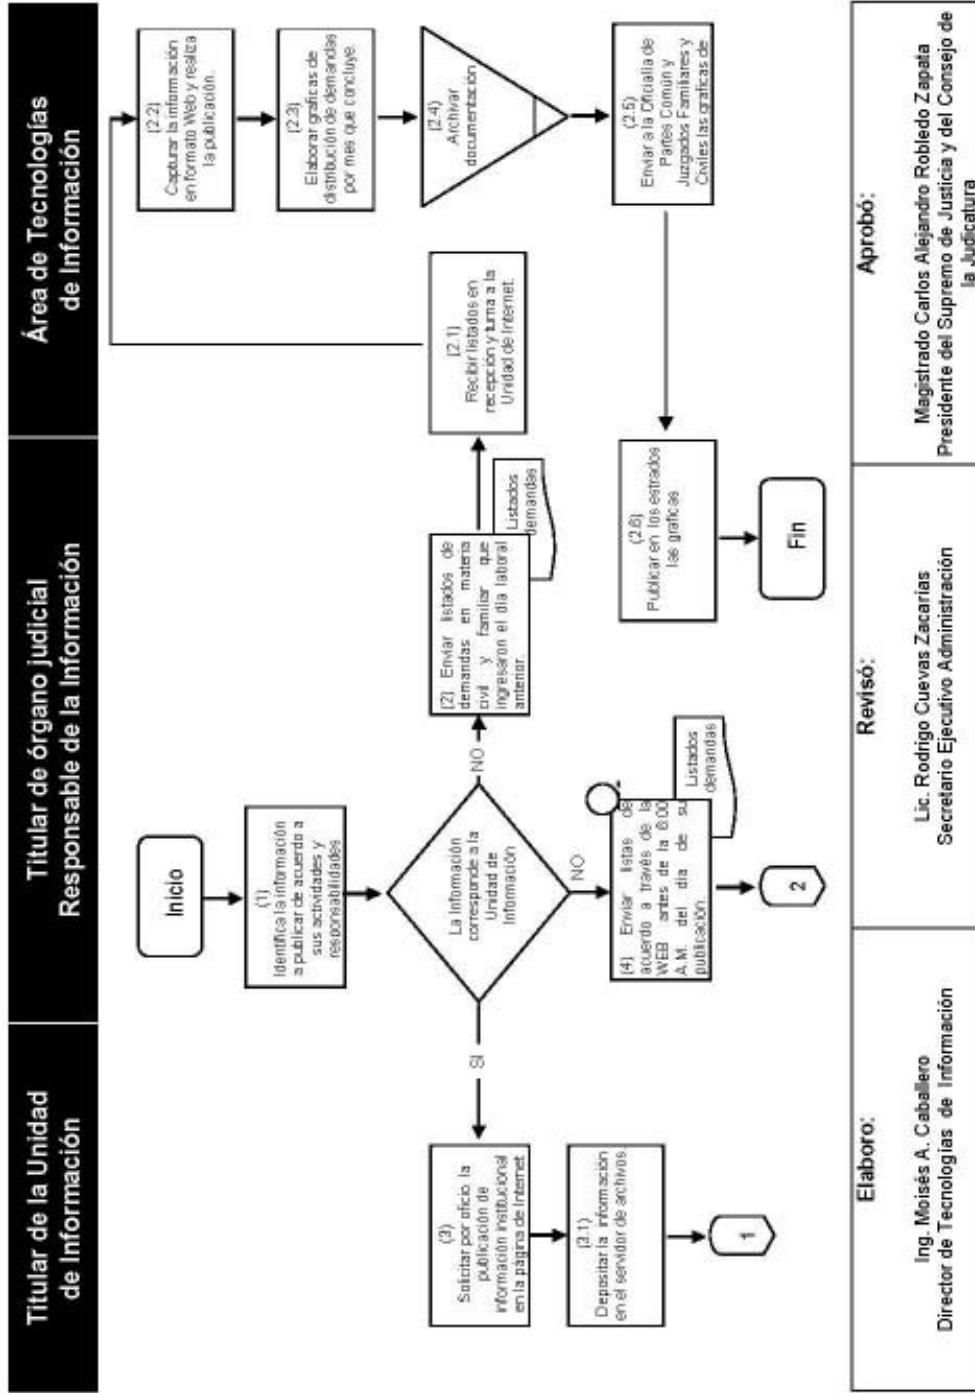 Titular de la Unidad
de Información
Titular de órgano judicial
Responsable de la Información
Área de Tecnologías
de Información
Inicio
(1)
Identifica la información
a publicar de acuerdo a
sus actividades y
responsabilidades
La Información
corresponde a la
Unidad de
Información
SI
NO
NO
(3)
Solicitar por oficio la
publicación de
información institucional
en la página de Internet
(3.1)
Depositar la información
en el servidor de archivos.
1
[2] Enviar listados de
demandas en materia
civil y familiar que
ingresaron el día laboral
anterior.
Listados
demandas
[4] Enviar listas de
acuerdo a través de la
WEB antes de la 6:00
A.M. del día de su
publicación.
Listados
demandas
2
(2.1)
Recibir listados en
recepción y turna a la
Unidad de Internet.
(2.2)
Capturar la información
en formato Web y realiza
la publicación.
(2.3)
Elaborar graficas de
distribución de demandas
por mes que concluye.
(2.4)
Archivar
documentación
(2.5)
Enviar a la Oficialía de
Partes Común y
Juzgados Familiares y
Civiles las graficas de
(2.6)
Publicar en los estrados
las graficas
Fin
Elaboro:
Ing. Moisés A. Caballero
Director de Tecnologías de Información
Revisó:
Lic. Rodrigo Cuevas Zacarías
Secretario Ejecutivo Administración
Aprobó:
Magistrado Carlos Alejandro Robledo Zapata
Presidente del Supremo de Justicia y del Consejo de
la Judicatura